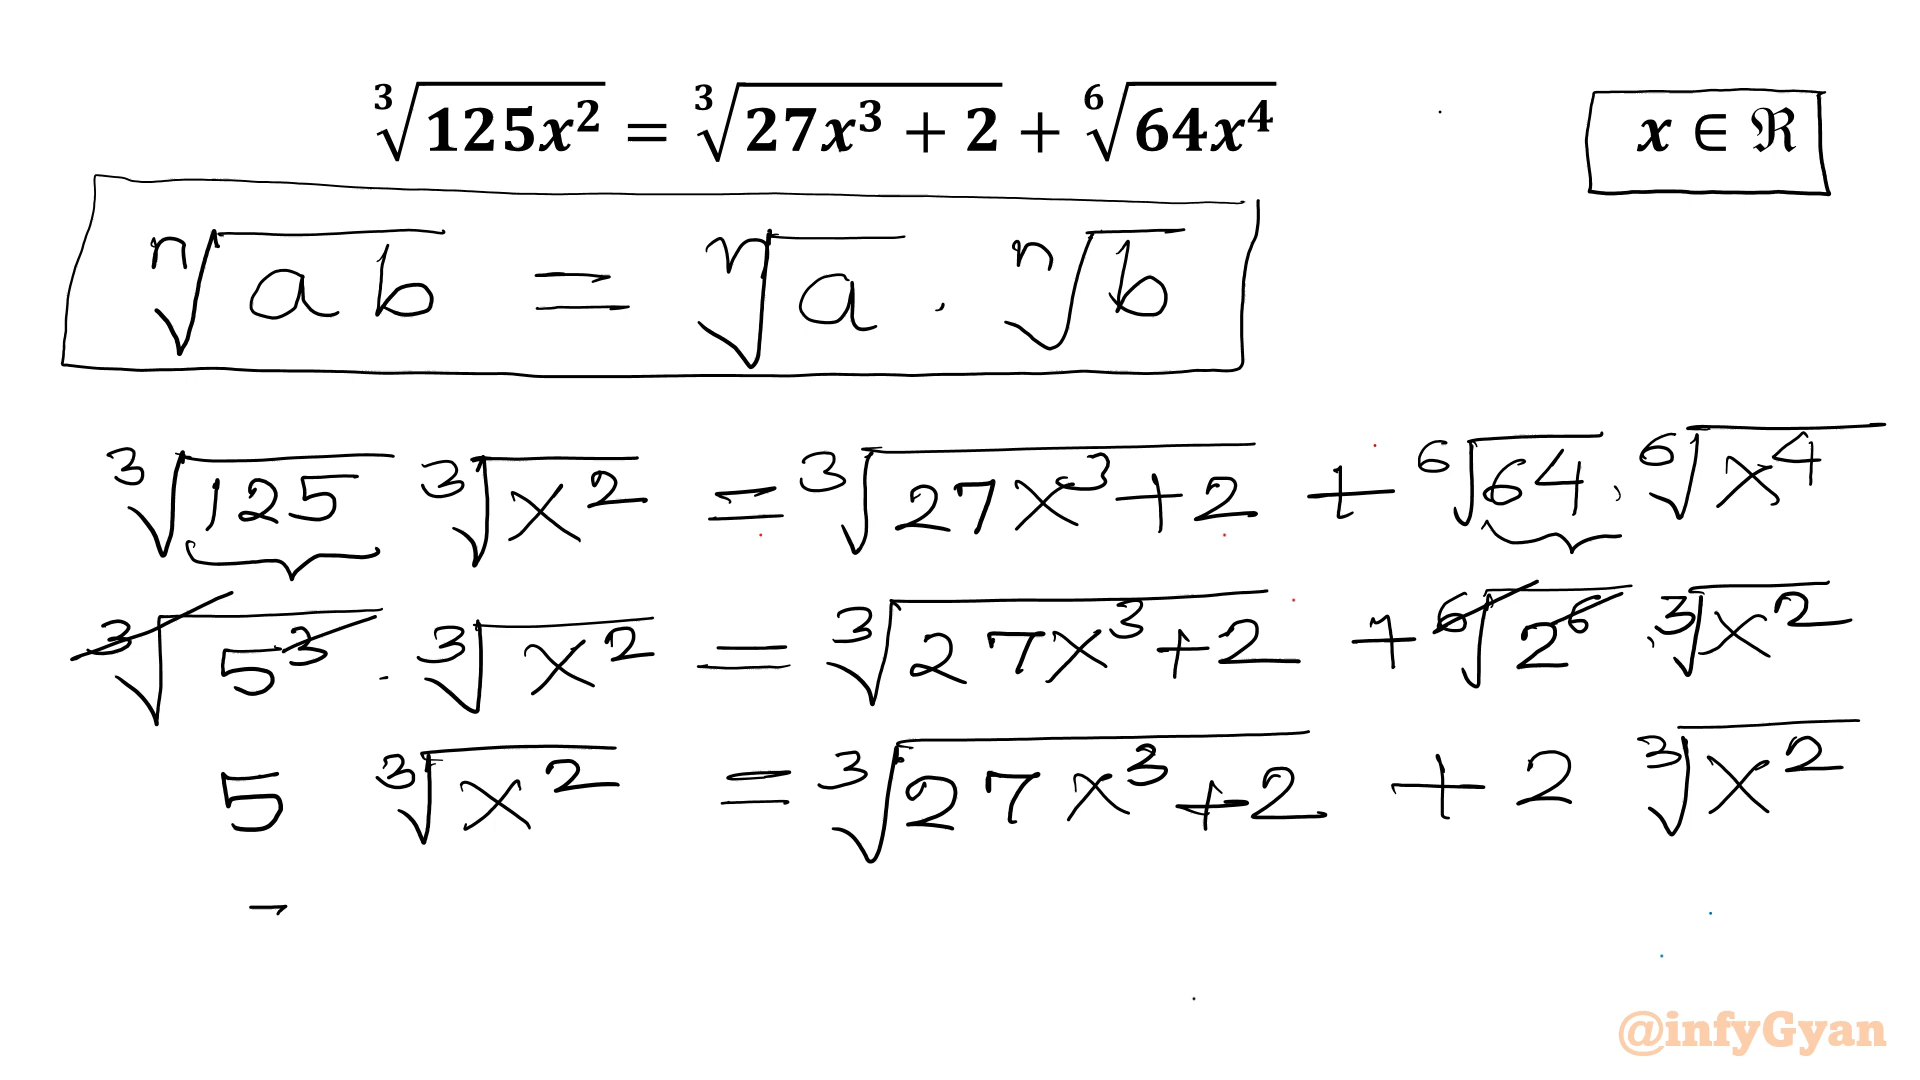 ∛125x² = ∛27x³ + 2 + ⁶√64x⁴ x ∈ ℜ
ⁿ√ab = ⁿ√a . ⁿ√b
∛125 ∛x² = ∛27x³+2 + ⁶√64 . ⁶√x⁴
∛5³ . ∛x² = ∛27x³+2 + ⁶√2⁶ . ∛x²
5 ∛x² = ∛27x³+2 + 2 ∛x²
@infyGyan